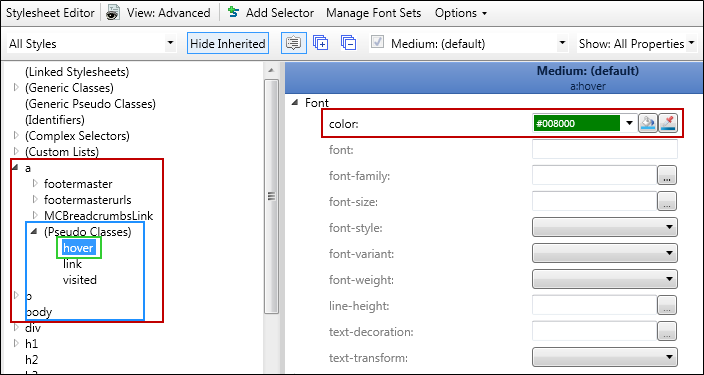 Stylesheet Editor View: Advanced Add Selector Manage Font Sets Options
All Styles Hide Inherited Medium: (default) Show: All Properties
(Linked Stylesheets)
(Generic Classes)
(Generic Pseudo Classes)
(Identifiers)
(Complex Selectors)
(Custom Lists)
a
footermaster
footermasterurls
MCBreadcrumbsLink
(Pseudo Classes)
hover
link
visited
b
body
div
h1
h2
Medium: (default)
a:hover
Font
color: #008000
font:
font-family: ...
font-size: ...
font-style:
font-variant:
font-weight:
line-height: ...
text-decoration: ...
text-transform: